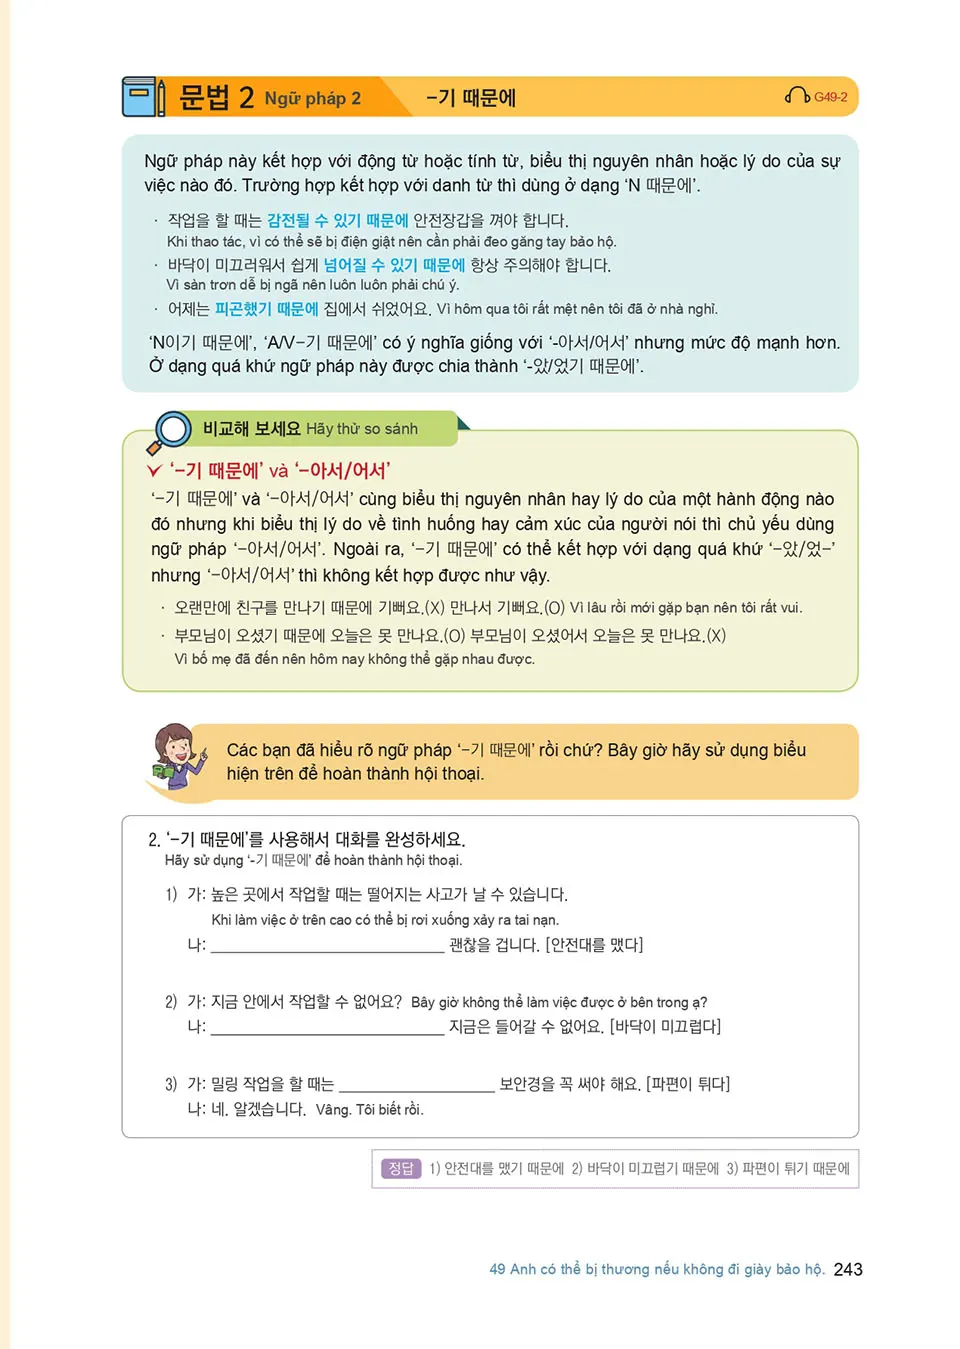 문법 2 Ngữ pháp 2 -기 때문에 G49-2
Ngữ pháp này kết hợp với động từ hoặc tính từ, biểu thị nguyên nhân hoặc lý do của sự
việc nào đó. Trường hợp kết hợp với danh từ thì dùng ở dạng ‘N 때문에’.
· 작업을 할 때는 감전될 수 있기 때문에 안전장갑을 껴야 합니다.
Khi thao tác, vì có thể sẽ bị điện giật nên cần phải đeo găng tay bảo hộ.
· 바닥이 미끄러워서 쉽게 넘어질 수 있기 때문에 항상 주의해야 합니다.
Vì sàn trơn dễ bị ngã nên luôn luôn phải chú ý.
· 어제는 피곤했기 때문에 집에서 쉬었어요. Vì hôm qua tôi rất mệt nên tôi đã ở nhà nghỉ.
‘N이기 때문에’, ‘A/V-기 때문에’ có ý nghĩa giống với ‘-아서/어서’ nhưng mức độ mạnh hơn.
Ở dạng quá khứ ngữ pháp này được chia thành ‘-았/었기 때문에’.
비교해 보세요 Hãy thử so sánh
‘-기 때문에’ và ‘-아서/어서’
‘-기 때문에’ và ‘-아서/어서’ cùng biểu thị nguyên nhân hay lý do của một hành động nào
đó nhưng khi biểu thị lý do về tình huống hay cảm xúc của người nói thì chủ yếu dùng
ngữ pháp ‘-아서/어서’. Ngoài ra, ‘-기 때문에’ có thể kết hợp với dạng quá khứ ‘-았/었-’
nhưng ‘-아서/어서’ thì không kết hợp được như vậy.
· 오랜만에 친구를 만나기 때문에 기뻐요.(X) 만나서 기뻐요.(O) Vì lâu rồi mới gặp bạn nên tôi rất vui.
· 부모님이 오셨기 때문에 오늘은 못 만나요.(O) 부모님이 오셨어서 오늘은 못 만나요.(X)
Vì bố mẹ đã đến nên hôm nay không thể gặp nhau được.
Các bạn đã hiểu rõ ngữ pháp ‘-기 때문에’ rồi chứ? Bây giờ hãy sử dụng biểu
hiện trên để hoàn thành hội thoại.
2. ‘-기 때문에’를 사용해서 대화를 완성하세요.
Hãy sử dụng ‘-기 때문에’ để hoàn thành hội thoại.
1) 가: 높은 곳에서 작업할 때는 떨어지는 사고가 날 수 있습니다.
Khi làm việc ở trên cao có thể bị rơi xuống xảy ra tai nạn.
나: ______________________ 괜찮을 겁니다. [안전대를 맸다]
2) 가: 지금 안에서 작업할 수 없어요? Bây giờ không thể làm việc được ở bên trong ạ?
나: ______________________ 지금은 들어갈 수 없어요. [바닥이 미끄럽다]
3) 가: 밀링 작업을 할 때는 ______________ 보안경을 꼭 써야 해요. [파편이 튀다]
나: 네. 알겠습니다. Vâng. Tôi biết rồi.
정답 1) 안전대를 맸기 때문에 2) 바닥이 미끄럽기 때문에 3) 파편이 튀기 때문에
49 Anh có thể bị thương nếu không đi giày bảo hộ. 243